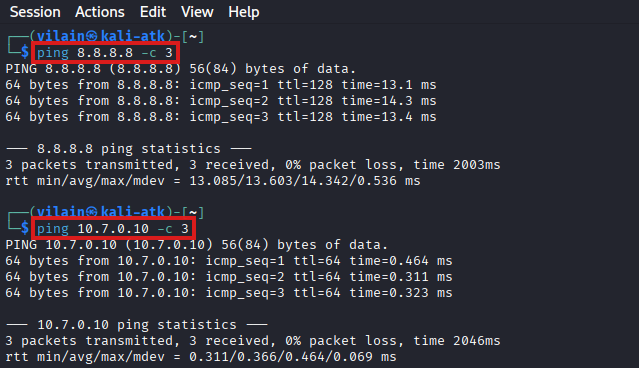 Session Actions Edit View Help
┌──(vilain㉿kali-atk)-[~]
└─$ ping 8.8.8.8 -c 3
PING 8.8.8.8 (8.8.8.8) 56(84) bytes of data.
64 bytes from 8.8.8.8: icmp_seq=1 ttl=128 time=13.1 ms
64 bytes from 8.8.8.8: icmp_seq=2 ttl=128 time=14.3 ms
64 bytes from 8.8.8.8: icmp_seq=3 ttl=128 time=13.4 ms
--- 8.8.8.8 ping statistics ---
3 packets transmitted, 3 received, 0% packet loss, time 2003ms
rtt min/avg/max/mdev = 13.085/13.603/14.342/0.536 ms
┌──(vilain㉿kali-atk)-[~]
└─$ ping 10.7.0.10 -c 3
PING 10.7.0.10 (10.7.0.10) 56(84) bytes of data.
64 bytes from 10.7.0.10: icmp_seq=1 ttl=64 time=0.464 ms
64 bytes from 10.7.0.10: icmp_seq=2 ttl=64 time=0.311 ms
64 bytes from 10.7.0.10: icmp_seq=3 ttl=64 time=0.323 ms
--- 10.7.0.10 ping statistics ---
3 packets transmitted, 3 received, 0% packet loss, time 2046ms
rtt min/avg/max/mdev = 0.311/0.366/0.464/0.069 ms